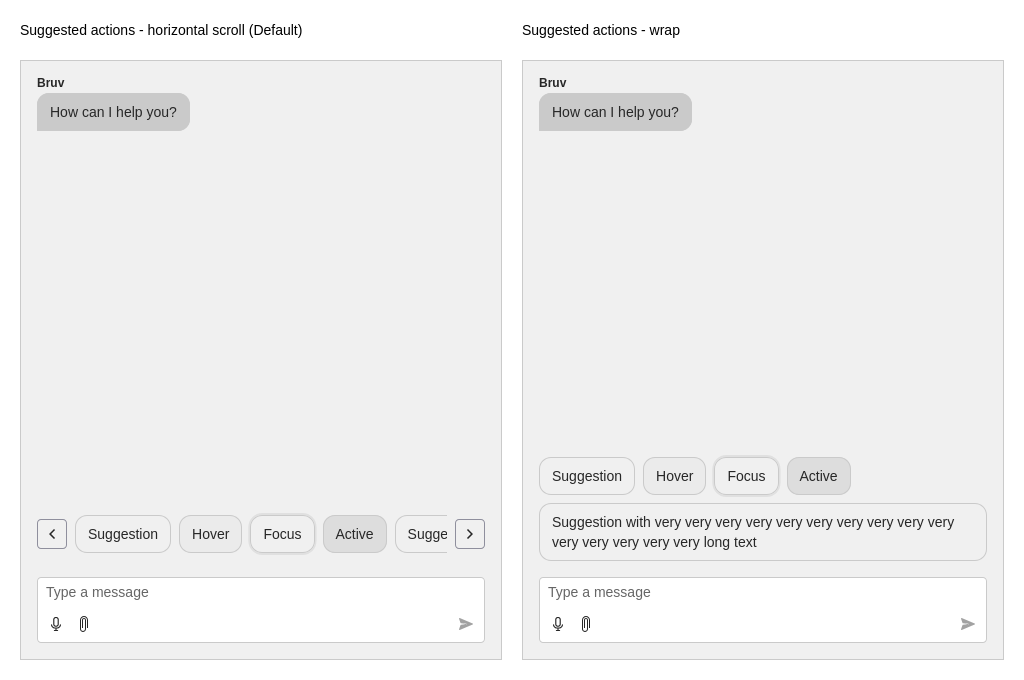 Suggested actions - horizontal scroll (Default)
Bruv
How can I help you?
Suggestion
Hover
Focus
Active
Sugge
Type a message
Suggested actions - wrap
Bruv
How can I help you?
Suggestion
Hover
Focus
Active
Suggestion with very very very very very very very very very very
very very very very very long text
Type a message